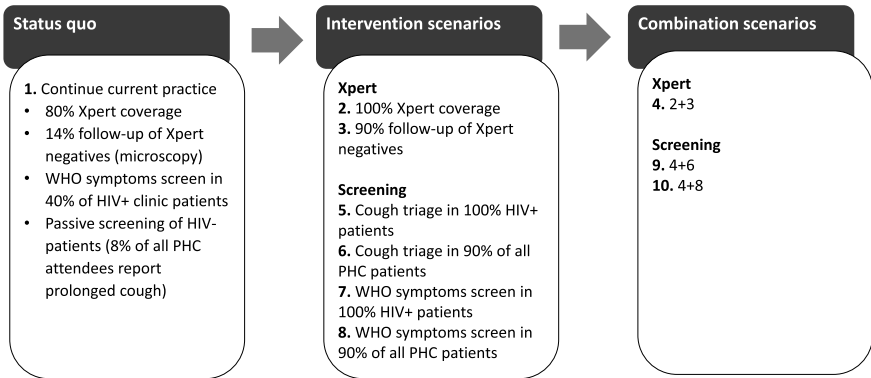 Status quo
1. Continue current practice
• 80% Xpert coverage
• 14% follow-up of Xpert
negatives (microscopy)
• WHO symptoms screen in
40% of HIV+ clinic patients
• Passive screening of HIV-
patients (8% of all PHC
attendees report
prolonged cough)
Intervention scenarios
Xpert
2. 100% Xpert coverage
3. 90% follow-up of Xpert
negatives
Screening
5. Cough triage in 100% HIV+
patients
6. Cough triage in 90% of all
PHC patients
7. WHO symptoms screen in
100% HIV+ patients
8. WHO symptoms screen in
90% of all PHC patients
Combination scenarios
Xpert
4. 2+3
Screening
9. 4+6
10. 4+8